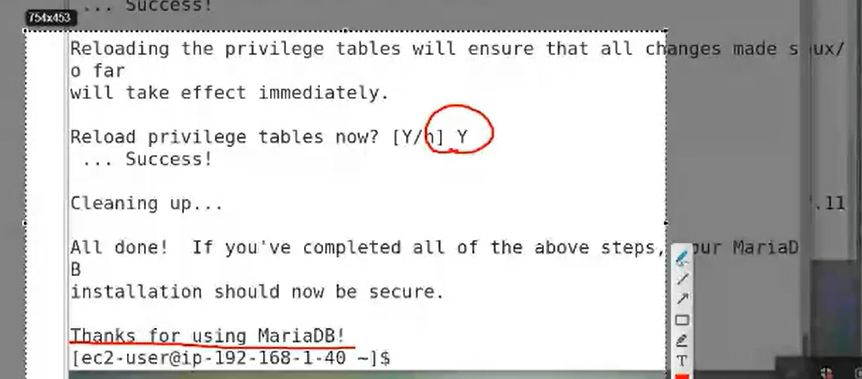 754x453
... Success!
Reloading the privilege tables will ensure that all changes made s ux/
o far
will take effect immediately.
Reload privilege tables now? [Y/n] Y
... Success!
Cleaning up...
.11
All done! If you've completed all of the above steps, our MariaD
B
installation should now be secure.
Thanks for using MariaDB!
[ec2-user@ip-192-168-1-40 ~]$
T